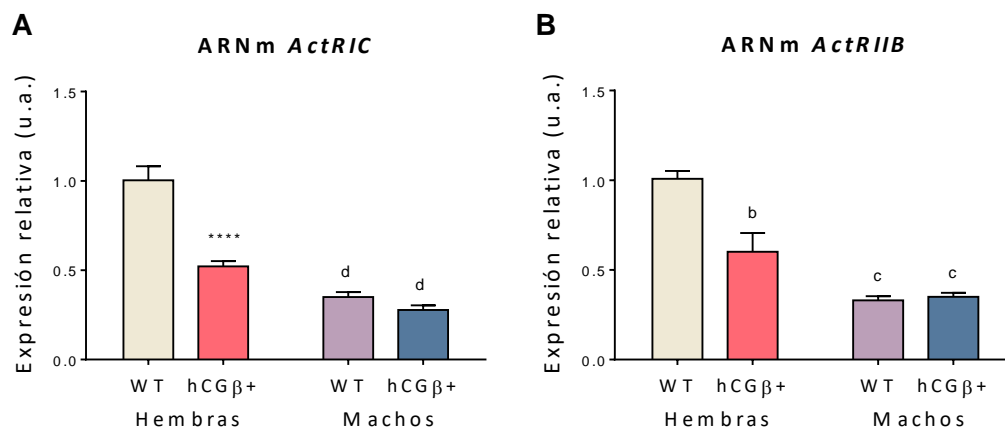 A
ARNm ActRIC
Expresión relativa (u.a.)
1.5
1.0
0.5
0.0
****
d
d
WT hCGβ+ WT hCGβ+
Hembras Machos
B
ARNm ActRIIB
Expresión relativa (u.a.)
1.5
1.0
0.5
0.0
b
c
c
WT hCGβ+ WT hCGβ+
Hembras Machos